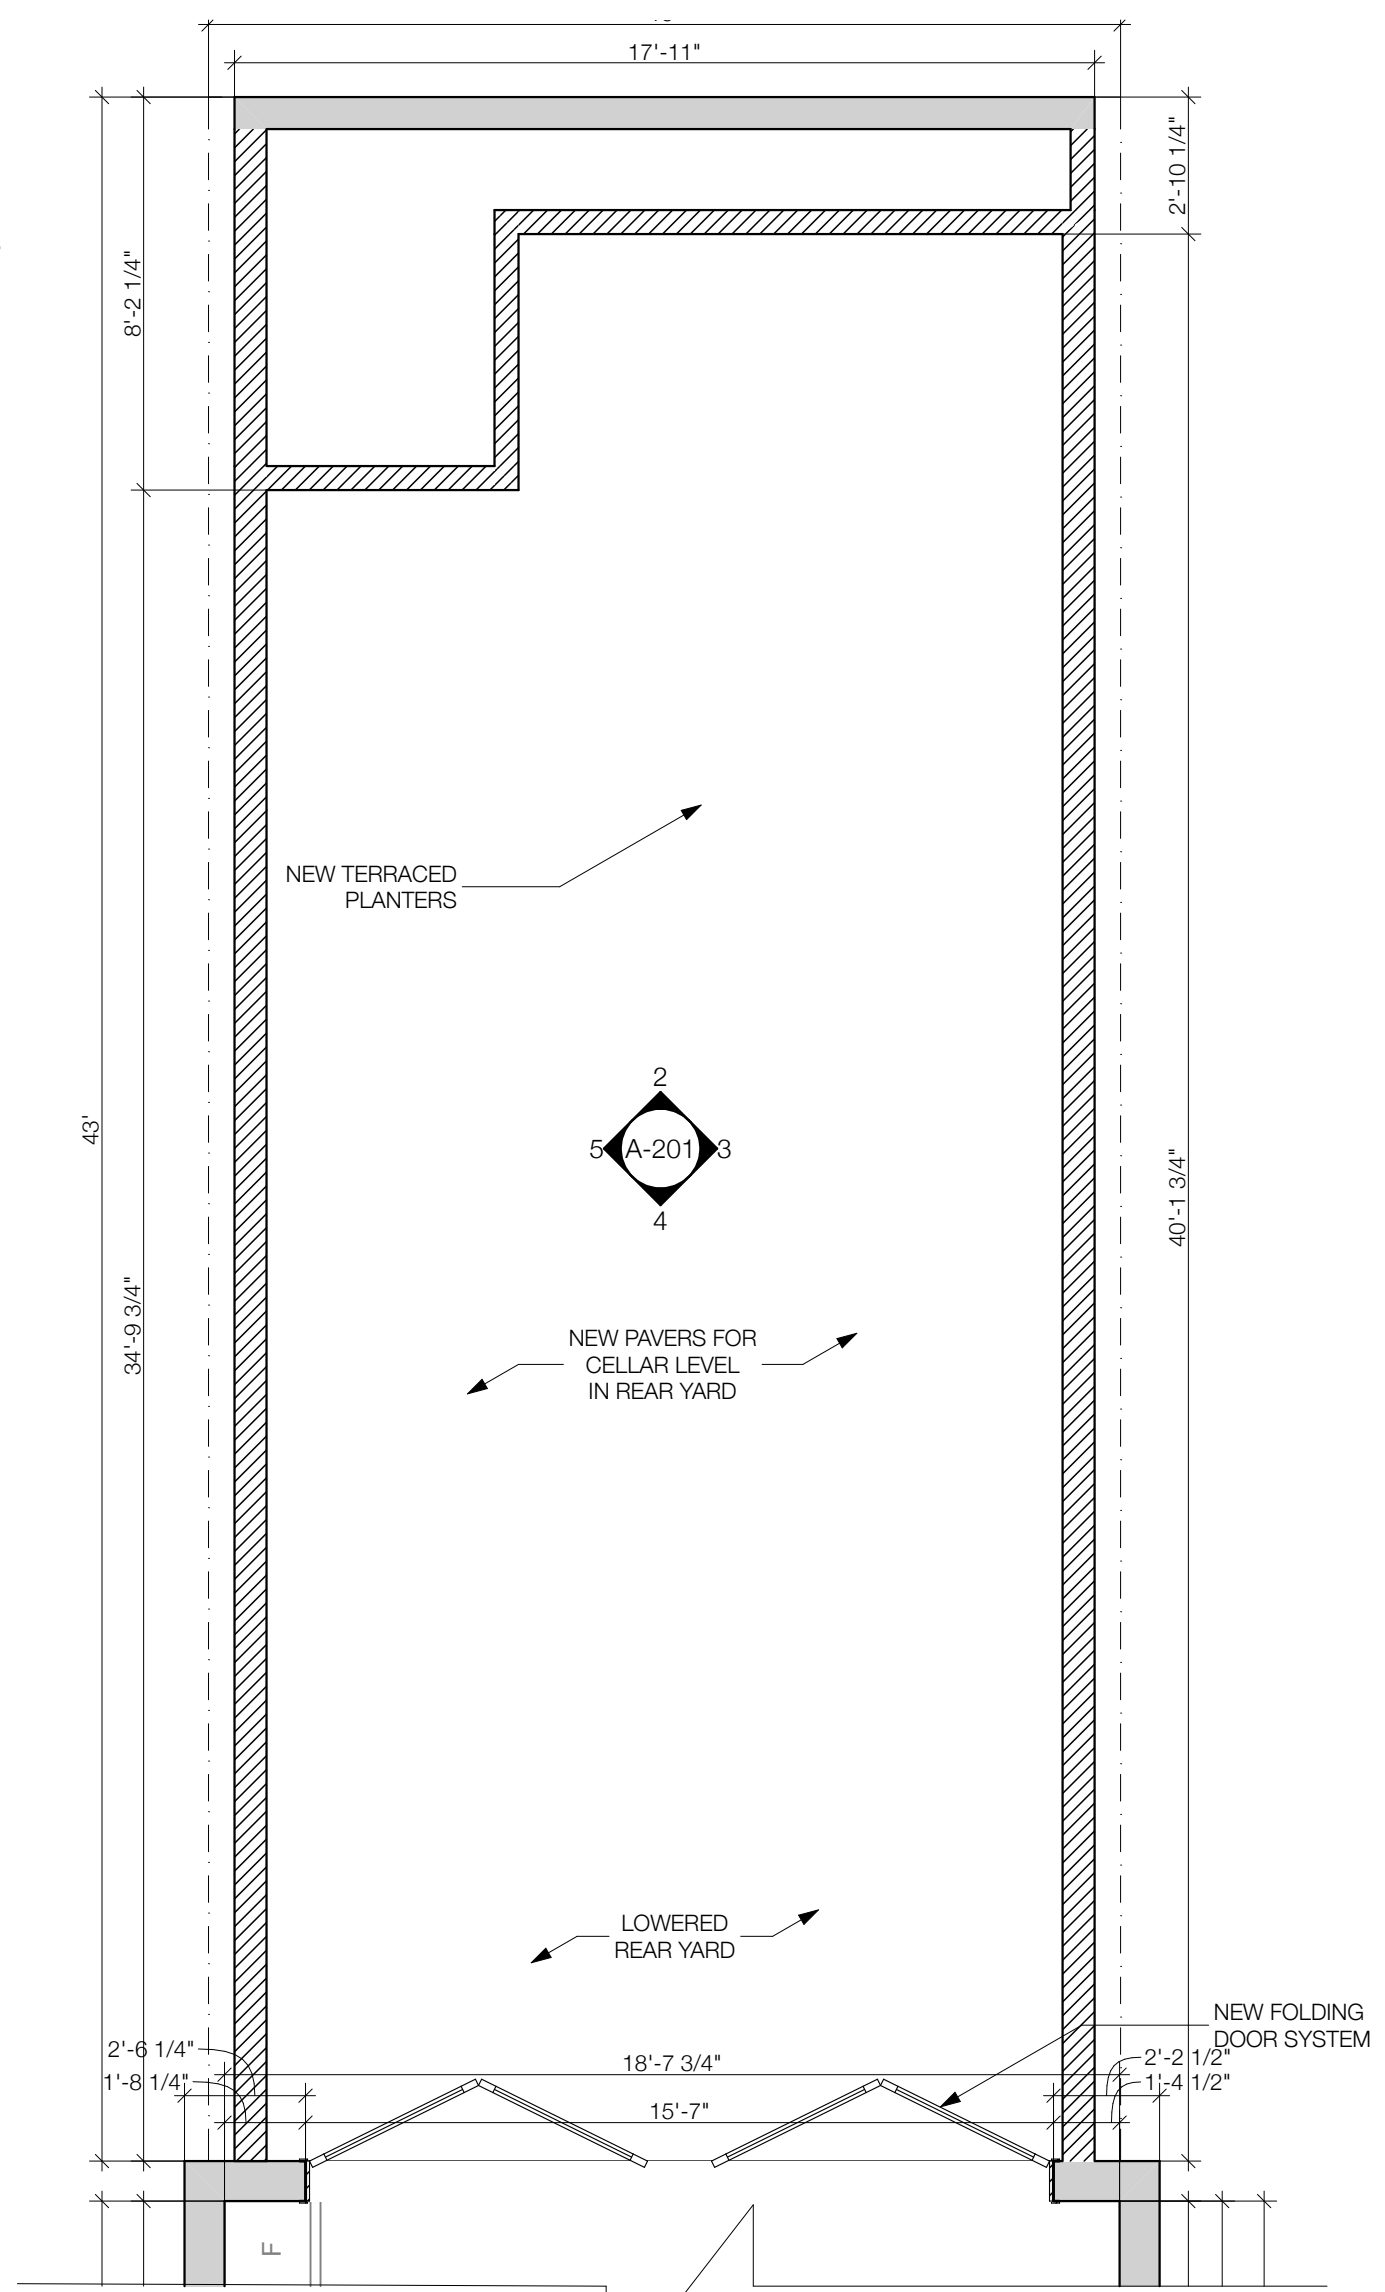 17'-11"
2'-10 1/4"
8'-2 1/4"
NEW TERRACED
PLANTERS
2
5 A-201 3
4
43'
40'-1 3/4"
34'-9 3/4"
NEW PAVERS FOR
CELLAR LEVEL
IN REAR YARD
LOWERED
REAR YARD
NEW FOLDING
DOOR SYSTEM
2'-6 1/4"
18'-7 3/4"
2'-2 1/2"
1'-8 1/4"
15'-7"
1'-4 1/2"
F